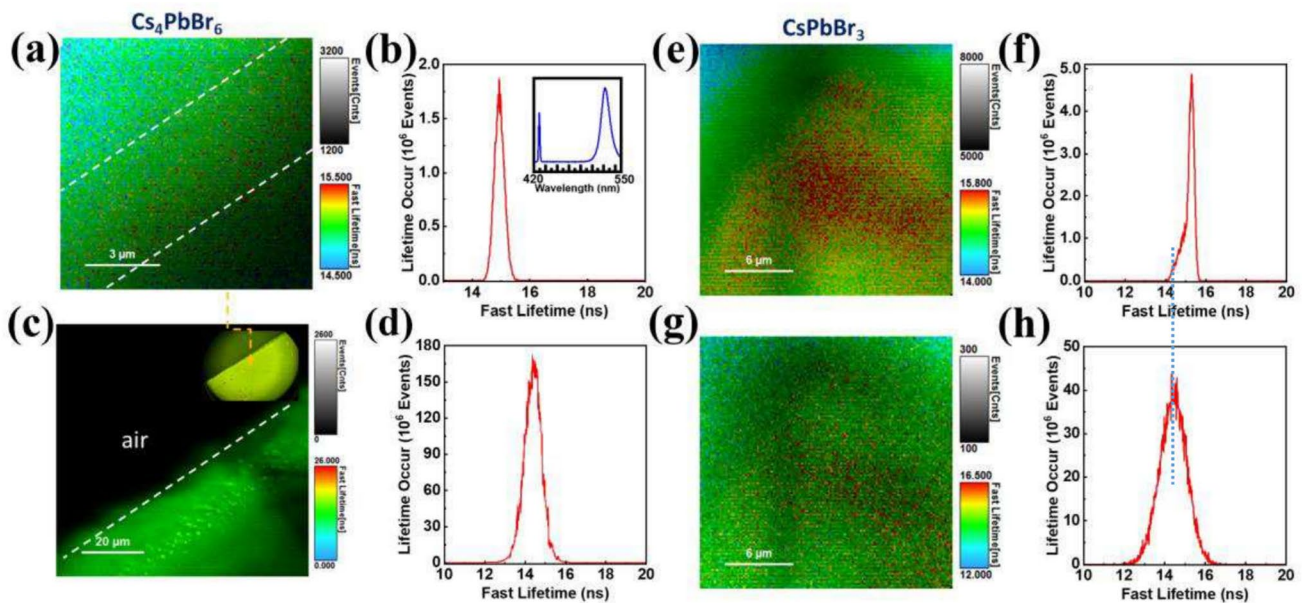 Cs4PbBr6
CsPbBr3
(a)
3200
Events[Cnts]
1200
15.500
Fast Lifetime[ns]
14.500
3 µm
(b)
Lifetime Occur (10^6 Events)
2.0
1.5
1.0
0.5
0.0
14 16 18 20
Fast Lifetime (ns)
420 550
Wavelength (nm)
(e)
8000
Events[Cnts]
5000
15.800
Fast Lifetime[ns]
14.000
6 µm
(f)
Lifetime Occur (10^6 Events)
5.0
4.0
3.0
2.0
1.0
0.0
10 12 14 16 18 20
Fast Lifetime (ns)
(c)
air
2600
Events[Cnts]
0
26.000
Fast Lifetime[ns]
0.000
20 µm
(d)
Lifetime Occur (10^6 Events)
180
150
120
90
60
30
0
10 12 14 16 18 20
Fast Lifetime (ns)
(g)
300
Events[Cnts]
100
16.500
Fast Lifetime[ns]
12.000
6 µm
(h)
Lifetime Occur (10^6 Events)
50
40
30
20
10
0
10 12 14 16 18 20
Fast Lifetime (ns)